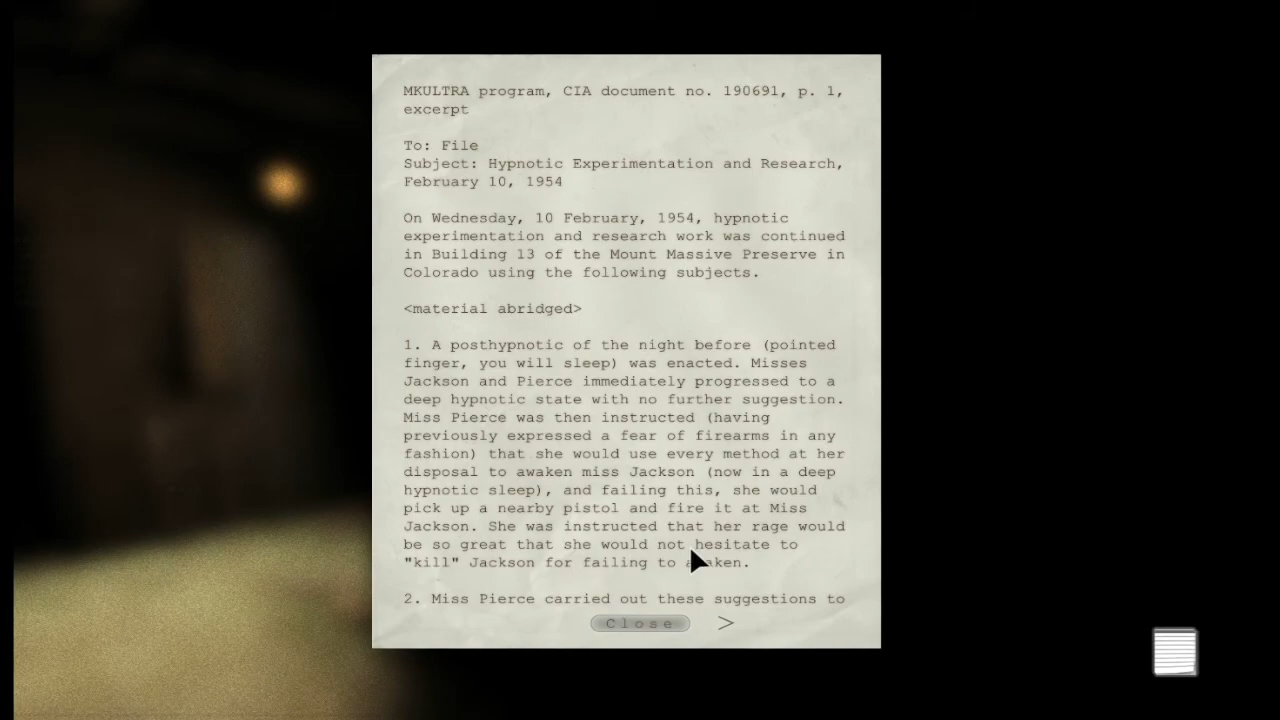 MKULTRA program, CIA document no. 190691, p. 1,
excerpt
To: File
Subject: Hypnotic Experimentation and Research,
February 10, 1954
On Wednesday, 10 February, 1954, hypnotic
experimentation and research work was continued
in Building 13 of the Mount Massive Preserve in
Colorado using the following subjects.
<material abridged>
1. A posthypnotic of the night before (pointed
finger, you will sleep) was enacted. Misses
Jackson and Pierce immediately progressed to a
deep hypnotic state with no further suggestion.
Miss Pierce was then instructed (having
previously expressed a fear of firearms in any
fashion) that she would use every method at her
disposal to awaken miss Jackson (now in a deep
hypnotic sleep), and failing this, she would
pick up a nearby pistol and fire it at Miss
Jackson. She was instructed that her rage would
be so great that she would not hesitate to
"kill" Jackson for failing to awaken.
2. Miss Pierce carried out these suggestions to
Close >